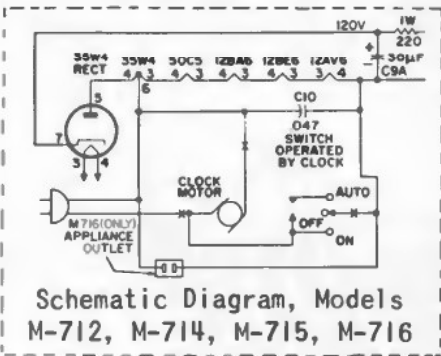 120V
1W
220
35W4
RECT
35W4
50C5
12BA6
12BE6
12AV6
4 3
4 3
3 4
3 4
3 4
6
+
50µF
C9A
5
7
3 4
C10
.047
SWITCH
OPERATED
BY CLOCK
CLOCK
MOTOR
AUTO
OFF
ON
M716(ONLY)
APPLIANCE
OUTLET
Schematic Diagram, Models
M-712, M-714, M-715, M-716